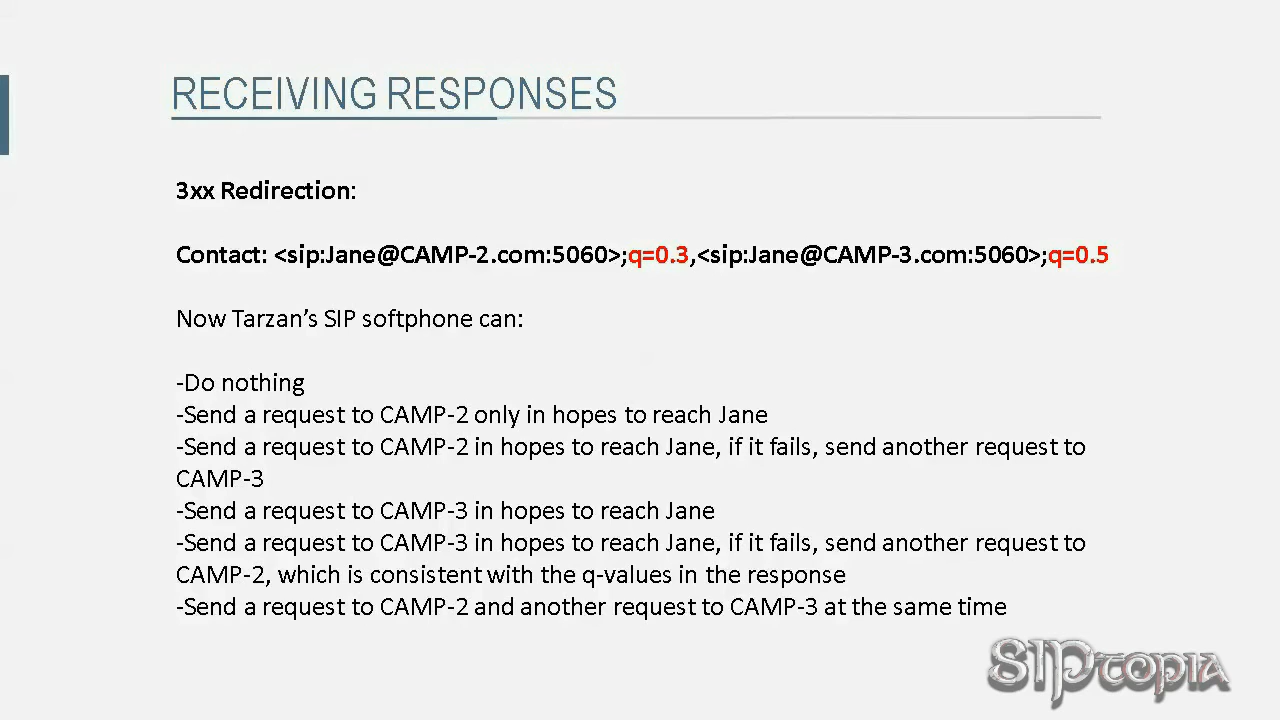 RECEIVING RESPONSES
3xx Redirection:
Contact: <sip:Jane@CAMP-2.com:5060>;q=0.3,<sip:Jane@CAMP-3.com:5060>;q=0.5
Now Tarzan’s SIP softphone can:
-Do nothing
-Send a request to CAMP-2 only in hopes to reach Jane
-Send a request to CAMP-2 in hopes to reach Jane, if it fails, send another request to
CAMP-3
-Send a request to CAMP-3 in hopes to reach Jane
-Send a request to CAMP-3 in hopes to reach Jane, if it fails, send another request to
CAMP-2, which is consistent with the q-values in the response
-Send a request to CAMP-2 and another request to CAMP-3 at the same time
SIPtopia